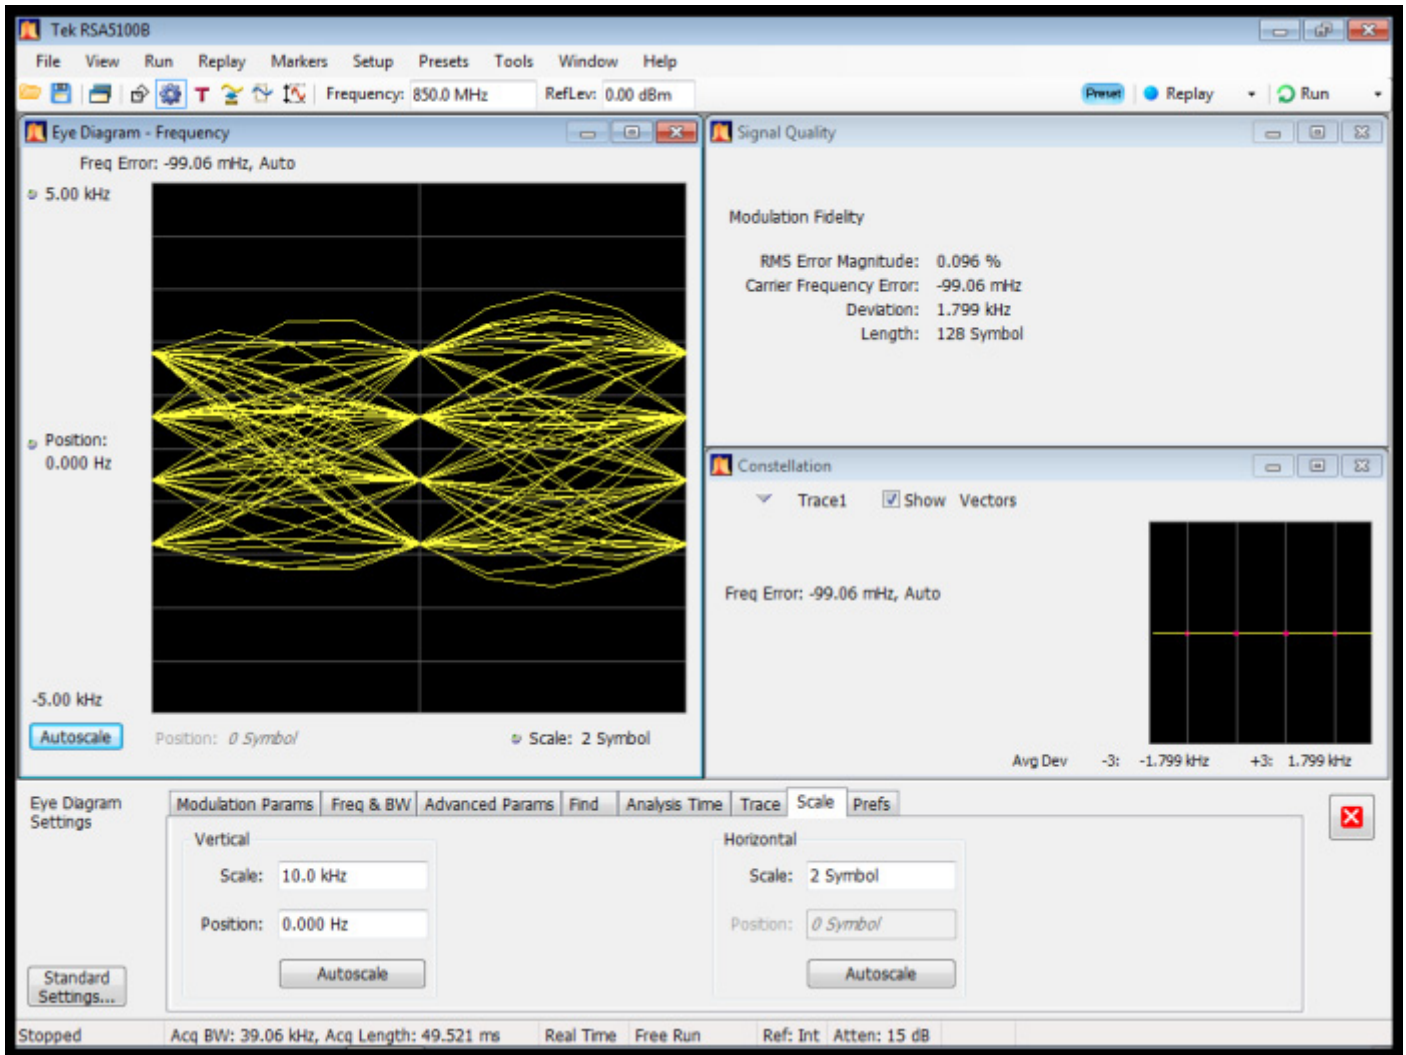 Tek RSA5100B
File View Run Replay Markers Setup Presets Tools Window Help
T Frequency: 850.0 MHz RefLev: 0.00 dBm Preset Replay Run
Eye Diagram - Frequency
Freq Error: -99.06 mHz, Auto
5.00 kHz
Position:
0.000 Hz
-5.00 kHz
Autoscale Position: 0 Symbol Scale: 2 Symbol
Signal Quality
Modulation Fidelity
RMS Error Magnitude: 0.096 %
Carrier Frequency Error: -99.06 mHz
Deviation: 1.799 kHz
Length: 128 Symbol
Constellation
Trace1 Show Vectors
Freq Error: -99.06 mHz, Auto
Avg Dev -3: -1.799 kHz +3: 1.799 kHz
Eye Diagram
Settings
Modulation Params Freq & BW Advanced Params Find Analysis Time Trace Scale Prefs
Vertical
Scale: 10.0 kHz
Position: 0.000 Hz
Autoscale
Horizontal
Scale: 2 Symbol
Position: 0 Symbol
Autoscale
Standard
Settings...
Stopped Acq BW: 39.06 kHz, Acq Length: 49.521 ms Real Time Free Run Ref: Int Atten: 15 dB